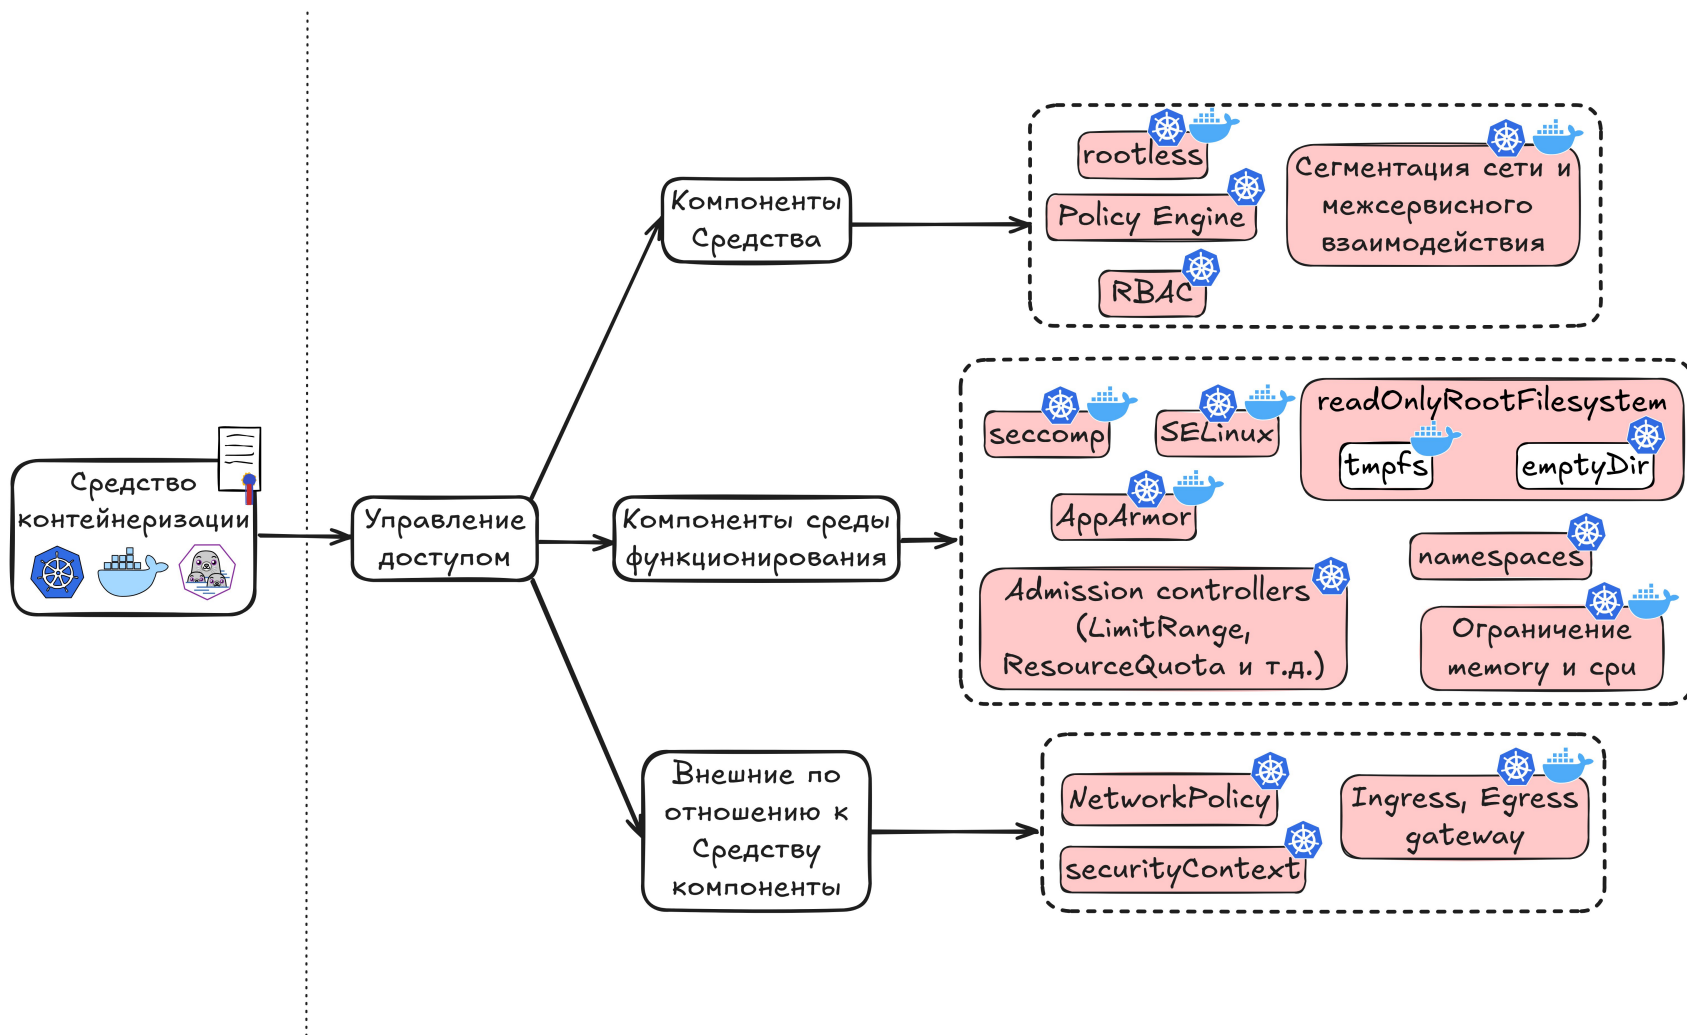 Средство
контейнеризации
Управление
доступом
Компоненты
Средства
rootless
Policy Engine
RBAC
Сегментация сети и
межсервисного
взаимодействия
Компоненты среды
функционирования
seccomp
SELinux
readOnlyRootFilesystem
tmpfs
emptyDir
AppArmor
namespaces
Admission controllers
(LimitRange,
ResourceQuota и т.д.)
Ограничение
memory и cpu
Внешние по
отношению к
Средству
компоненты
NetworkPolicy
securityContext
Ingress, Egress
gateway